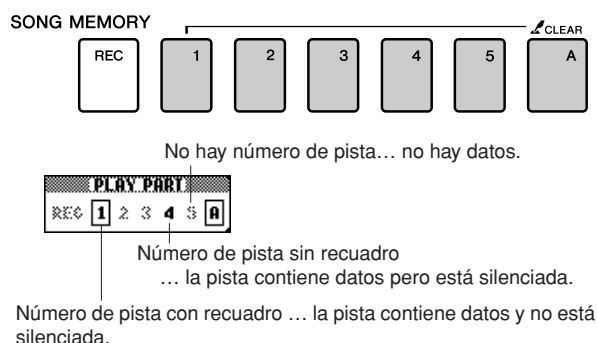 SONG MEMORY
CLEAR
REC 1 2 3 4 5 A
No hay número de pista… no hay datos.
PLAY PART
REC 1 2 3 4 5 A
Número de pista sin recuadro
… la pista contiene datos pero está silenciada.
Número de pista con recuadro … la pista contiene datos y no está
silenciada.